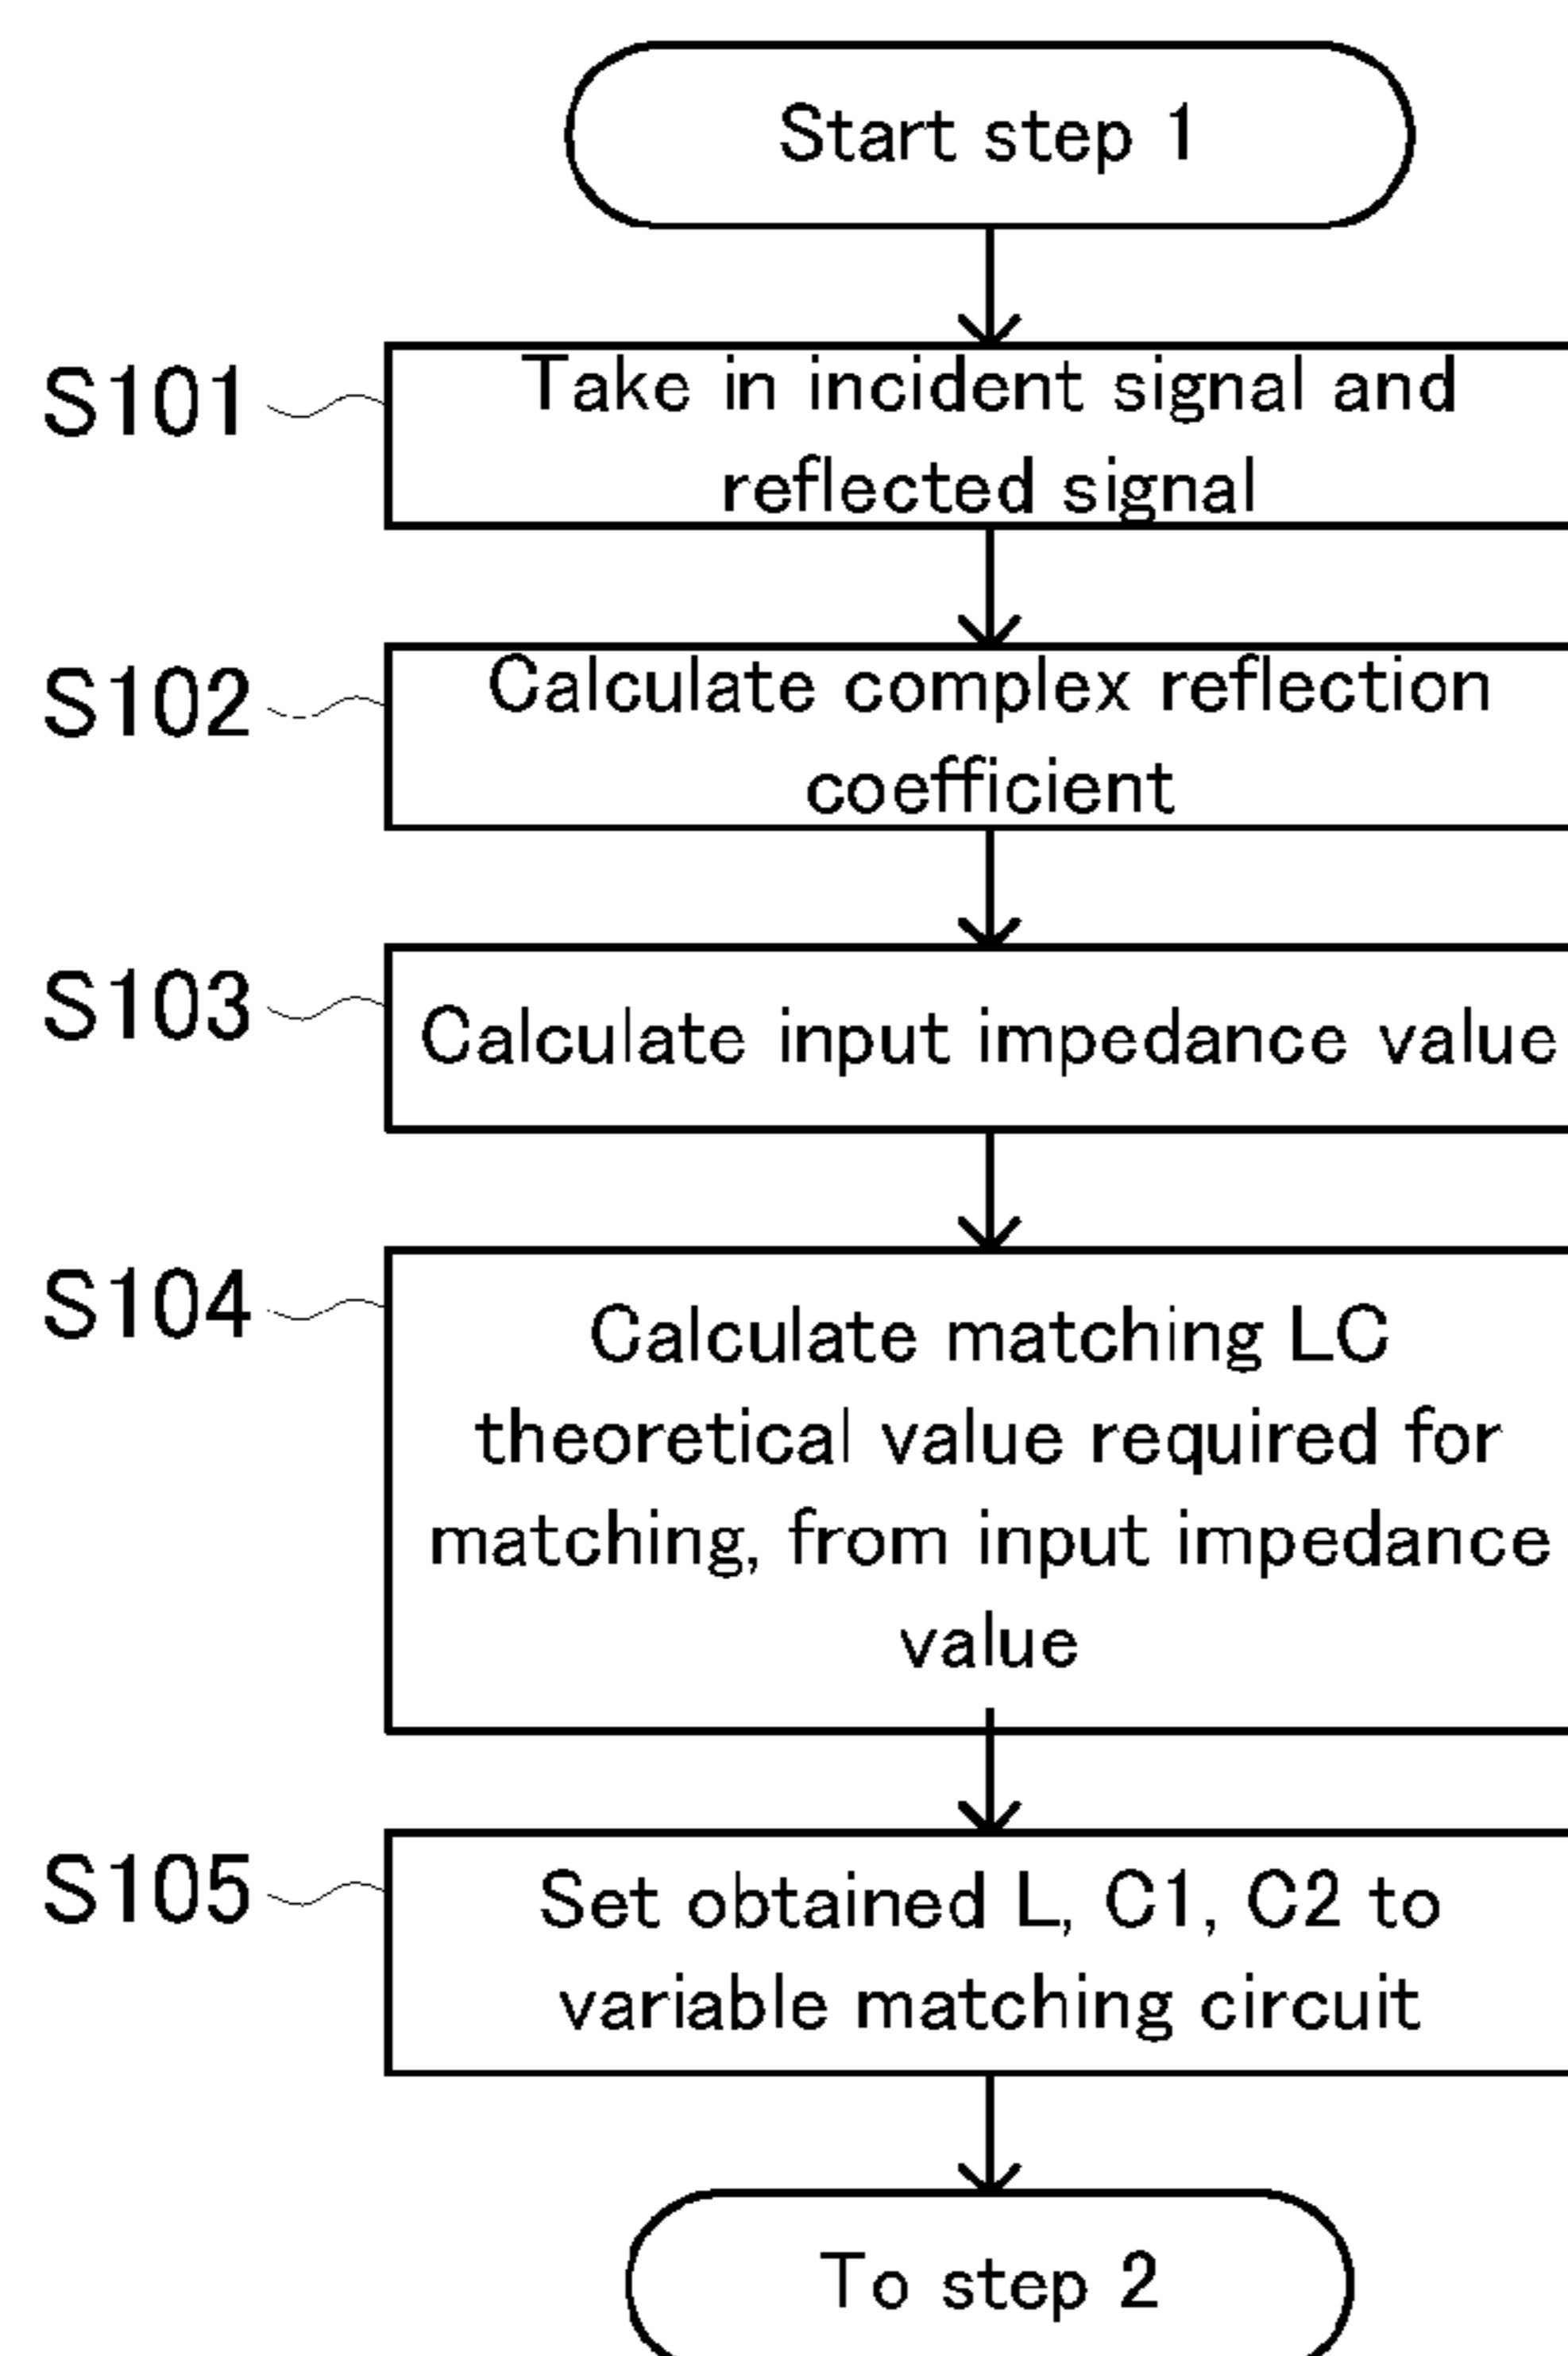 Start step 1
S101
Take in incident signal and
reflected signal
S102
Calculate complex reflection
coefficient
S103
Calculate input impedance value
S104
Calculate matching LC
theoretical value required for
matching, from input impedance
value
S105
Set obtained L, C1, C2 to
variable matching circuit
To step 2